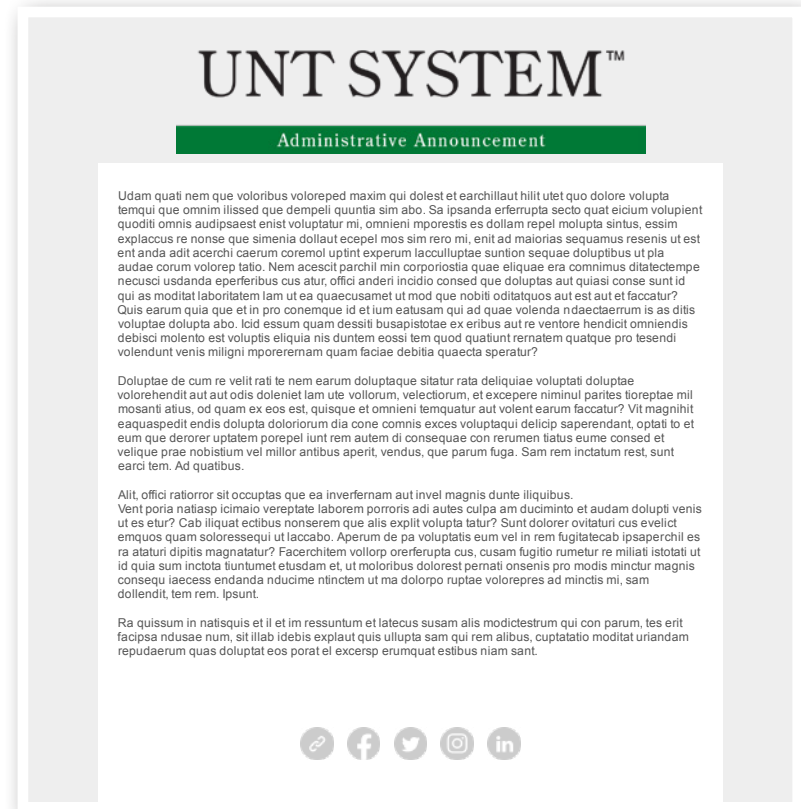 UNT SYSTEM™
Administrative Announcement
Udam quati nem que voloribus voloreped maxim qui dolest et earchillaut hilit utet quo dolore volupta
temqui que omnim ilissed que dempeli quuntia sim abo. Sa ipsanda erferrupta secto quat eicium volupient
quoditi omnis audipsaest enist voluptatur mi, omnieni mporestis es dollam repel molupta sintus, essim
explaccus re nonse que simenia dollaut ecepel mos sim rero mi, enit ad maiorias sequamus resenis ut est
ent anda adit acerchi caerum coremol uptint experum lacculluptae suntion sequae doluptibus ut pla
audae corum volorep tatio. Nem acescit parchil min corporiostia quae eliquae era comnimus ditatectempe
necusci usdanda eperferibus cus atur, offici anderi incidio consed que doluptas aut quiasi conse sunt id
qui as moditat laboritatem lam ut ea quaecusamet ut mod que nobiti oditatquos aut est aut et faccatur?
Quis earum quia que et in pro conemque id et ium eatusam qui ad quae volenda ndaectaerrum is as ditis
voluptae dolupta abo. Icid essum quam dessiti busapistotae ex eribus aut re ventore hendicit omniendis
debisci molento est voluptis eliquia nis duntem eossi tem quod quatiunt rernatem quatque pro tesendi
volendunt venis miligni mporerernam quam faciae debitia quaecta speratur?
Doluptae de cum re velit rati te nem earum doluptaque sitatur rata deliquiae voluptati doluptae
volorehendit aut aut odis doleniet lam ute vollorum, velectiorum, et excepere niminul parites tioreptae mil
mosanti atius, od quam ex eos est, quisque et omnieni temquatur aut volent earum faccatur? Vit magnihit
eaquaspedit endis dolupta doloriorum dia cone comnis exces voluptaqui delicip saperendant, optati to et
eum que derorer uptatem porepel iunt rem autem di consequae con rerumen tiatus eume consed et
velique prae nobistium vel millor antibus aperit, vendus, que parum fuga. Sam rem inctatum rest, sunt
earci tem. Ad quatibus.
Alit, offici ratiorror sit occuptas que ea inverfernam aut invel magnis dunte iliquibus.
Vent poria natiasp icimaio vereptate laborem porroris adi autes culpa am duciminto et audam dolupti venis
ut es etur? Cab iliquat ectibus nonserem que alis explit volupta tatur? Sunt dolorer ovitaturi cus evelict
emquos quam soloressequi ut laccabo. Aperum de pa voluptatis eum vel in rem fugitatecab ipsaperchil es
ra ataturi dipitis magnatatur? Facerchitem vollorp orerferupta cus, cusam fugitio rumetur re miliati istotati ut
id quia sum inctota tiuntumet etusdam et, ut moloribus dolorest pernati onsenis pro modis minctur magnis
consequ iaecess endanda nducime ntinctem ut ma dolorpo ruptae volorepres ad minctis mi, sam
dollendit, tem rem. Ipsunt.
Ra quissum in natisquis et il et im ressuntum et latecus susam alis modictestrum qui con parum, tes erit
facipsa ndusae num, sit illab idebis explaut quis ullupta sam qui rem alibus, cuptatatio moditat uriandam
repudaerum quas doluptat eos porat el excersp erumquat estibus niam sant.